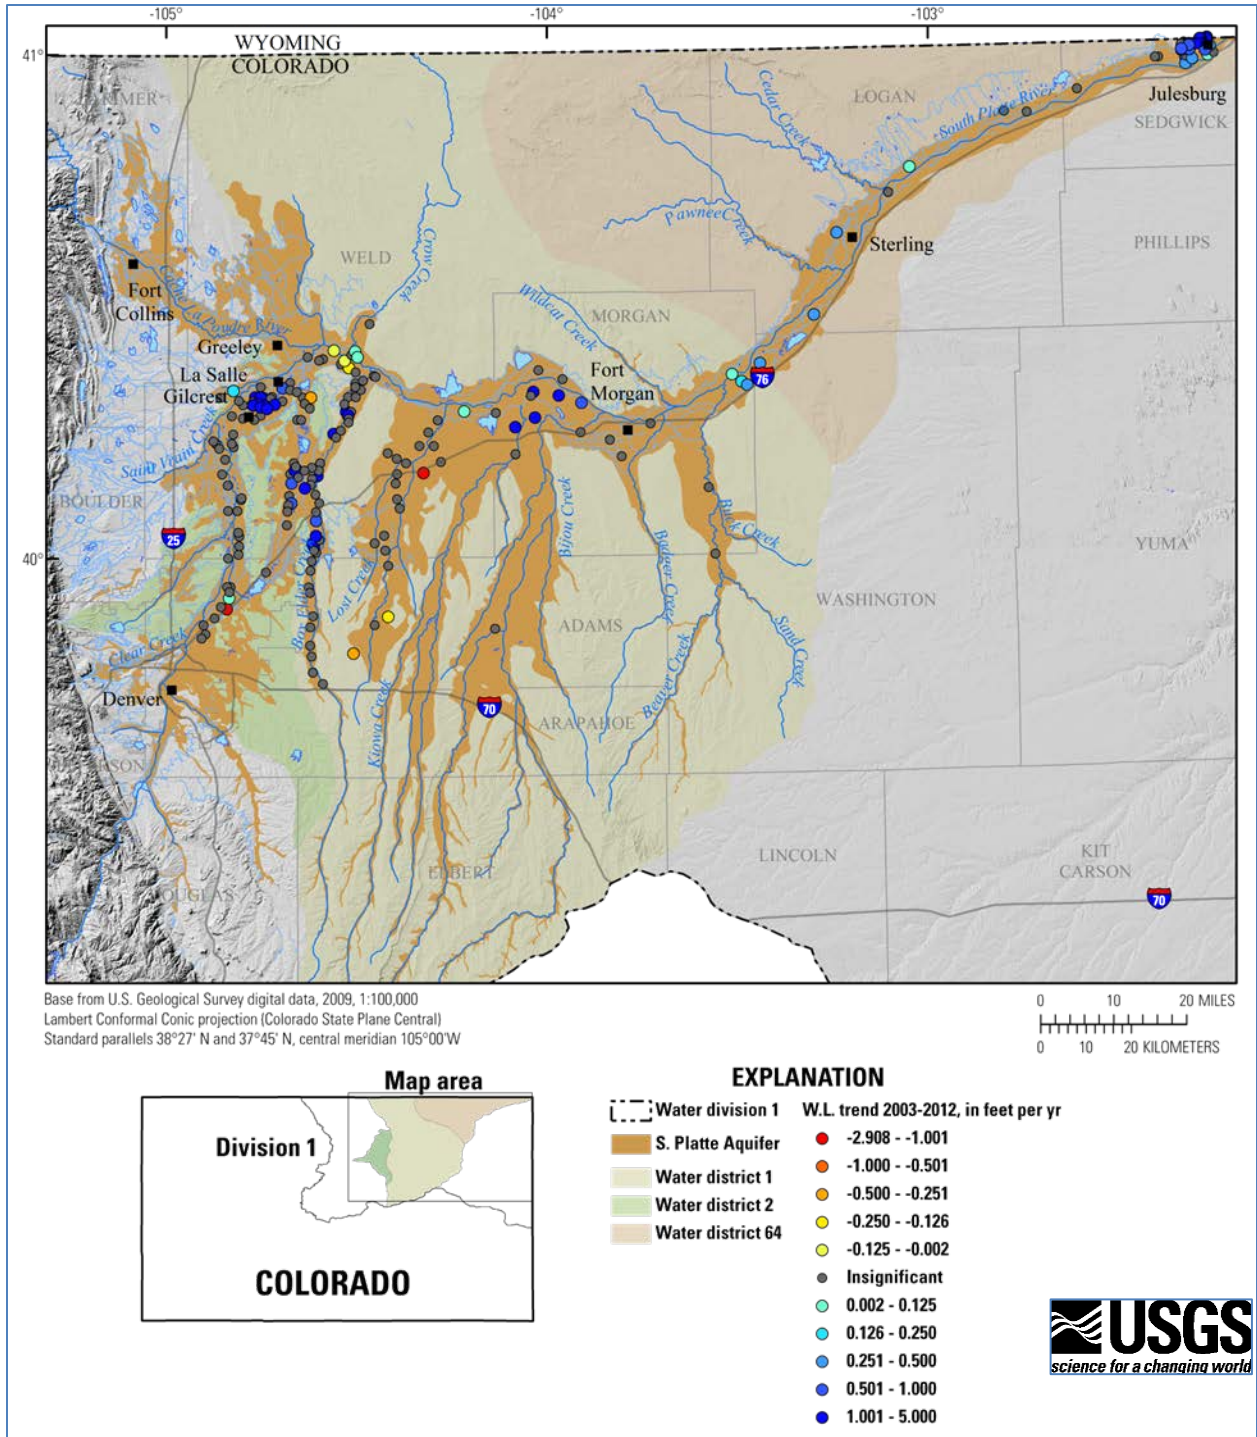 -105°
-104°
-103°
41°
WYOMING
COLORADO
LARIMER
LOGAN
Cedar Creek
South Platte River
Julesburg
SEDGWICK
Pawnee Creek
Sterling
PHILLIPS
WELD
Crow Creek
Fort
Collins
Cache La Poudre River
Wildcat Creek
MORGAN
Greeley
La Salle
Gilcrest
Fort
Morgan
76
Saint Vrain Creek
BOULDER
25
Bijou Creek
Badger Creek
YUMA
40°
Lost Creek
Box Elder Creek
WASHINGTON
ADAMS
Clear Creek
Sand Creek
Beaver Creek
Denver
Kiowa Creek
70
ARAPAHOE
LINCOLN
KIT
CARSON
ELBERT
DOUGLAS
70
Base from U.S. Geological Survey digital data, 2009, 1:100,000
Lambert Conformal Conic projection (Colorado State Plane Central)
Standard parallels 38°27' N and 37°45' N, central meridian 105°00'W
0 10 20 MILES
0 10 20 KILOMETERS
Map area
Division 1
COLORADO
EXPLANATION
Water division 1
S. Platte Aquifer
Water district 1
Water district 2
Water district 64
W.L. trend 2003-2012, in feet per yr
-2.908 - -1.001
-1.000 - -0.501
-0.500 - -0.251
-0.250 - -0.126
-0.125 - -0.002
Insignificant
0.002 - 0.125
0.126 - 0.250
0.251 - 0.500
0.501 - 1.000
1.001 - 5.000
USGS
science for a changing world